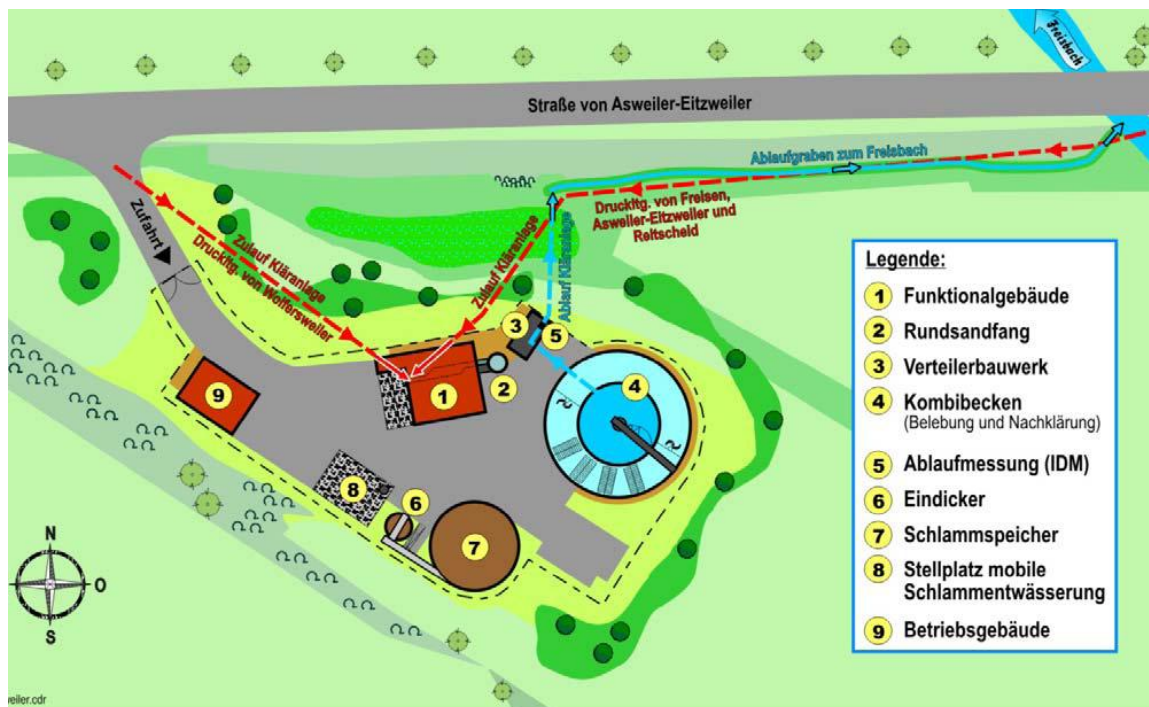 Freisbach
Straße von Asweiler-Eitzweiler
Ablaufgraben zum Freisbach
Druckltg. von Freisen,
Asweiler-Eitzweiler und
Reitscheid
Zufahrt
Zulauf Kläranlage
Druckltg. von Wolfersweiler
Zulauf Kläranlage
Ablauf Kläranlage
3
5
9
1
2
4
8
6
7
N
O
S
Legende:
1 Funktionalgebäude
2 Rundsandfang
3 Verteilerbauwerk
4 Kombibecken
(Belebung und Nachklärung)
5 Ablaufmessung (IDM)
6 Eindicker
7 Schlammspeicher
8 Stellplatz mobile
Schlammentwässerung
9 Betriebsgebäude
weiler.cdr